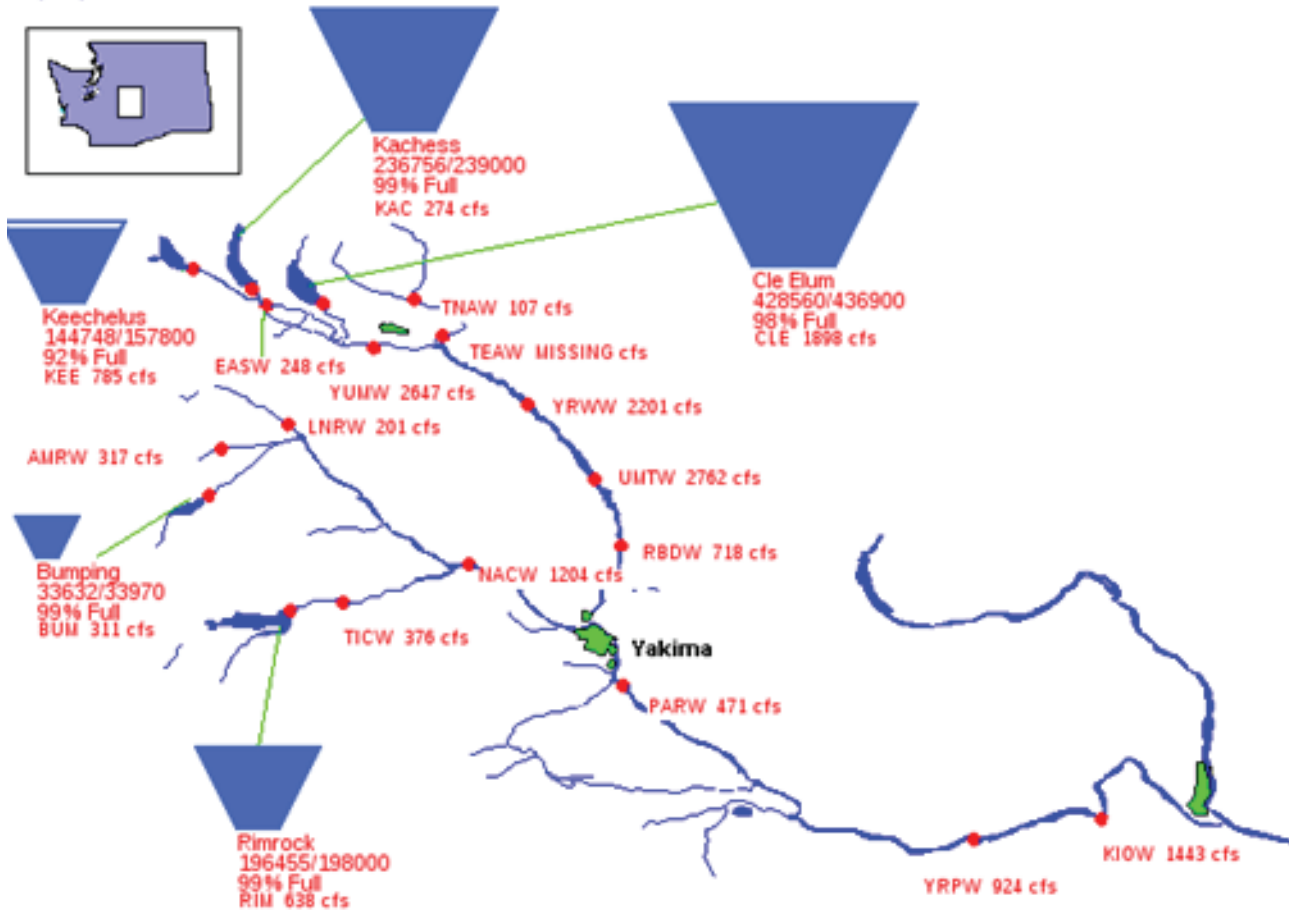 Kachess
236756/239000
99% Full
KAC 274 cfs
Cle Elum
428560/436900
98% Full
CLE 1898 cfs
Keechelus
144748/157800
92% Full
KEE 785 cfs
TNAW 107 cfs
TEAW MISSING cfs
EASW 248 cfs
YUMW 2647 cfs
YRWW 2201 cfs
LNRW 201 cfs
AMRW 317 cfs
UMTW 2762 cfs
RBDW 718 cfs
Bumping
33632/33970
99% Full
BUM 311 cfs
NACW 1204 cfs
TICW 376 cfs
Yakima
PARW 471 cfs
Rimrock
196455/198000
99% Full
RIM 638 cfs
KIOW 1443 cfs
YRPW 924 cfs